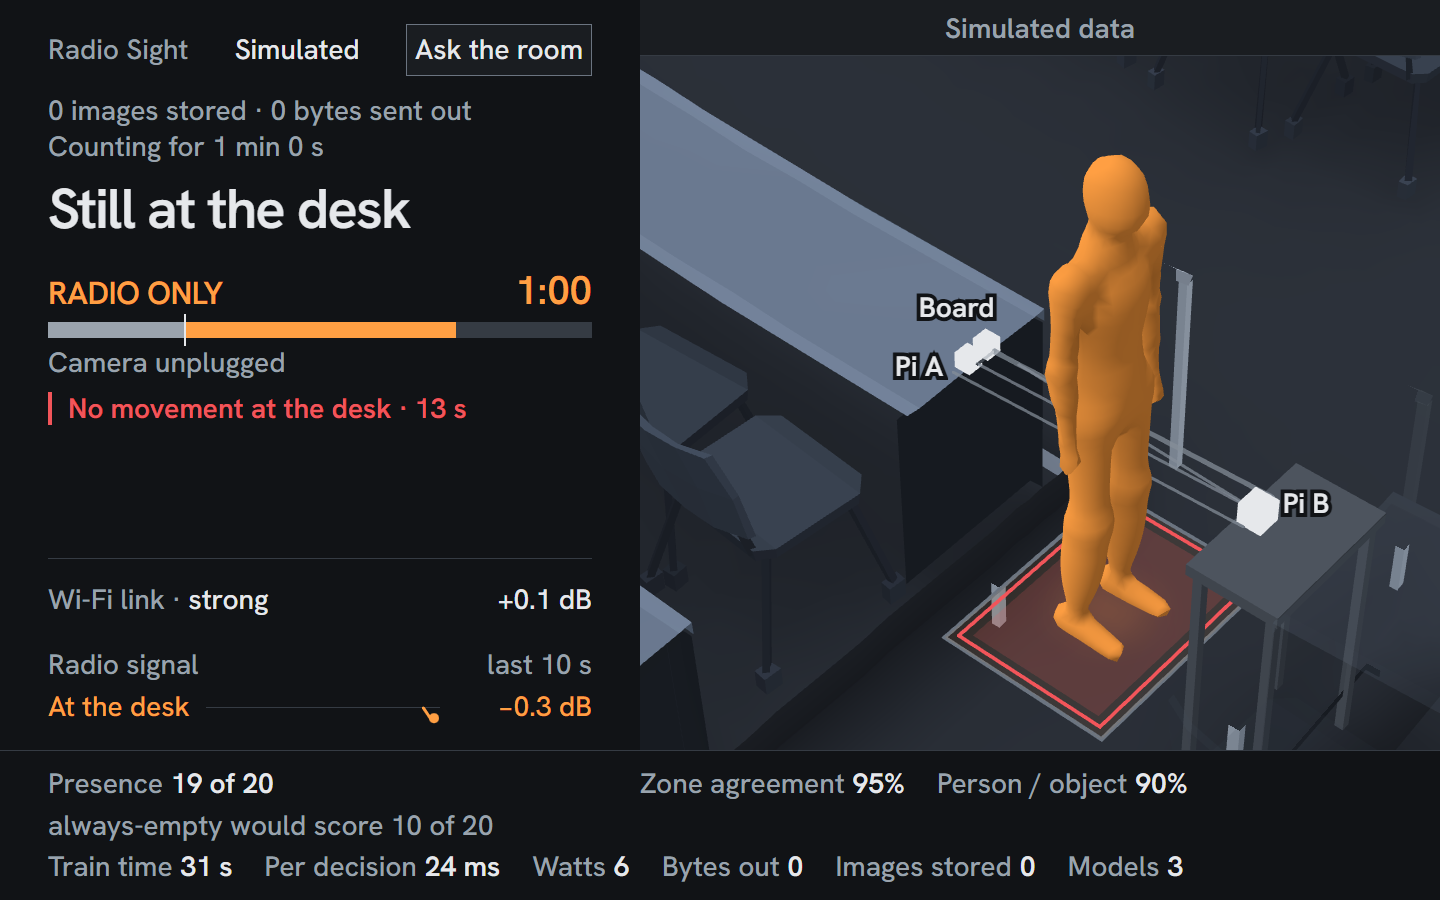 Radio Sight Simulated Ask the room
0 images stored · 0 bytes sent out
Counting for 1 min 0 s
Still at the desk
RADIO ONLY 1:00
Camera unplugged
No movement at the desk · 13 s
Wi-Fi link · strong +0.1 dB
Radio signal last 10 s
At the desk −0.3 dB
Simulated data
Board
Pi A
Pi B
Presence 19 of 20 Zone agreement 95% Person / object 90%
always-empty would score 10 of 20
Train time 31 s Per decision 24 ms Watts 6 Bytes out 0 Images stored 0 Models 3